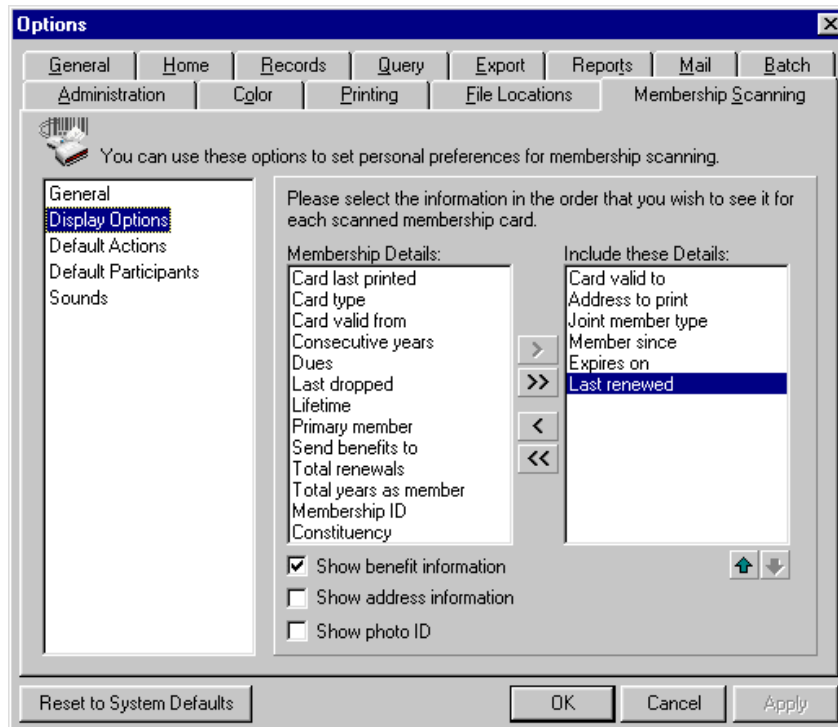 Options
General Home Records Query Export Reports Mail Batch
Administration Color Printing File Locations Membership Scanning
You can use these options to set personal preferences for membership scanning.
General
Display Options
Default Actions
Default Participants
Sounds
Please select the information in the order that you wish to see it for
each scanned membership card.
Membership Details:
Card last printed
Card type
Card valid from
Consecutive years
Dues
Last dropped
Lifetime
Primary member
Send benefits to
Total renewals
Total years as member
Membership ID
Constituency
>
>>
<
<<
Include these Details:
Card valid to
Address to print
Joint member type
Member since
Expires on
Last renewed
Show benefit information
Show address information
Show photo ID
Reset to System Defaults OK Cancel Apply